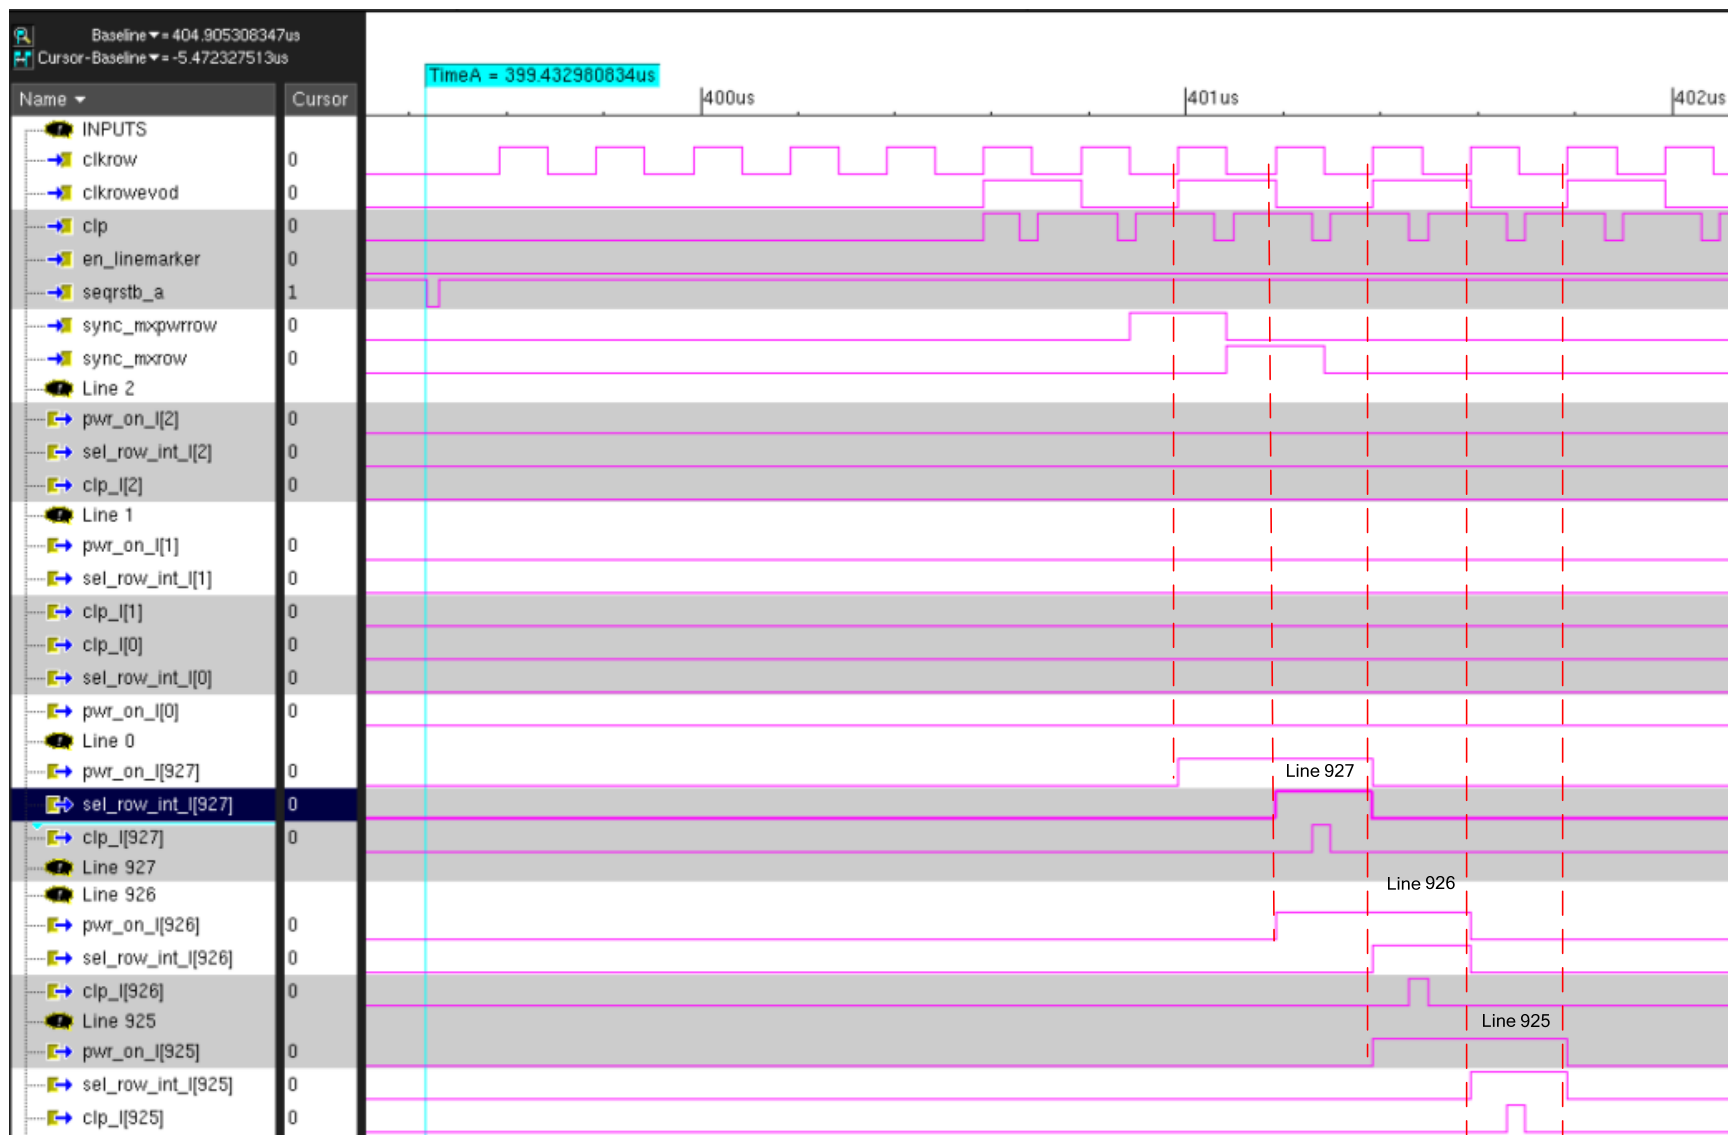 Baseline▼= 404.905308347us
Cursor-Baseline▼= -5.472327513us
TimeA = 399.432980834us
400us 401us 402us
Name ▼ Cursor
INPUTS
clkrow 0
clkrowevod 0
clp 0
en_linemarker 0
seqrstb_a 1
sync_mxpwrrow 0
sync_mxrow 0
Line 2
pwr_on_l[2] 0
sel_row_int_l[2] 0
clp_l[2] 0
Line 1
pwr_on_l[1] 0
sel_row_int_l[1] 0
clp_l[1] 0
clp_l[0] 0
sel_row_int_l[0] 0
pwr_on_l[0] 0
Line 0
pwr_on_l[927] 0 Line 927
sel_row_int_l[927] 0
clp_l[927] 0
Line 927
Line 926
Line 926
pwr_on_l[926] 0
sel_row_int_l[926] 0
clp_l[926] 0
Line 925 Line 925
pwr_on_l[925] 0
sel_row_int_l[925] 0
clp_l[925] 0